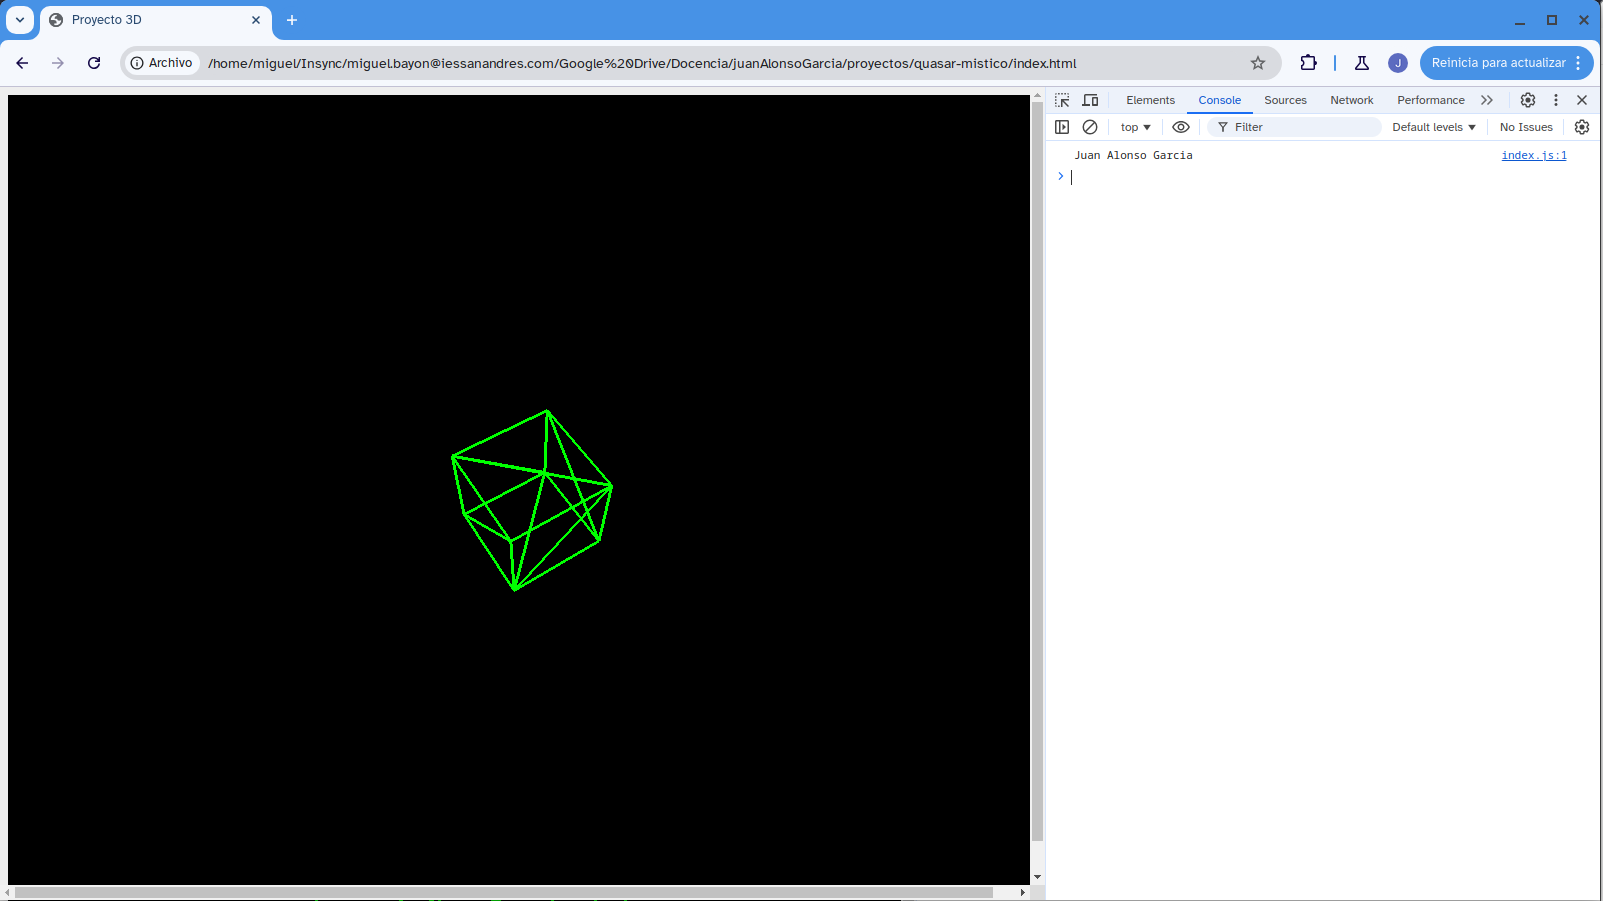 Proyecto 3D
Archivo /home/miguel/Insync/miguel.bayon@iessanandres.com/Google%20Drive/Docencia/juanAlonsoGarcia/proyectos/quasar-mistico/index.html J Reinicia para actualizar
Elements Console Sources Network Performance
top Filter Default levels No Issues
Juan Alonso Garcia index.js:1